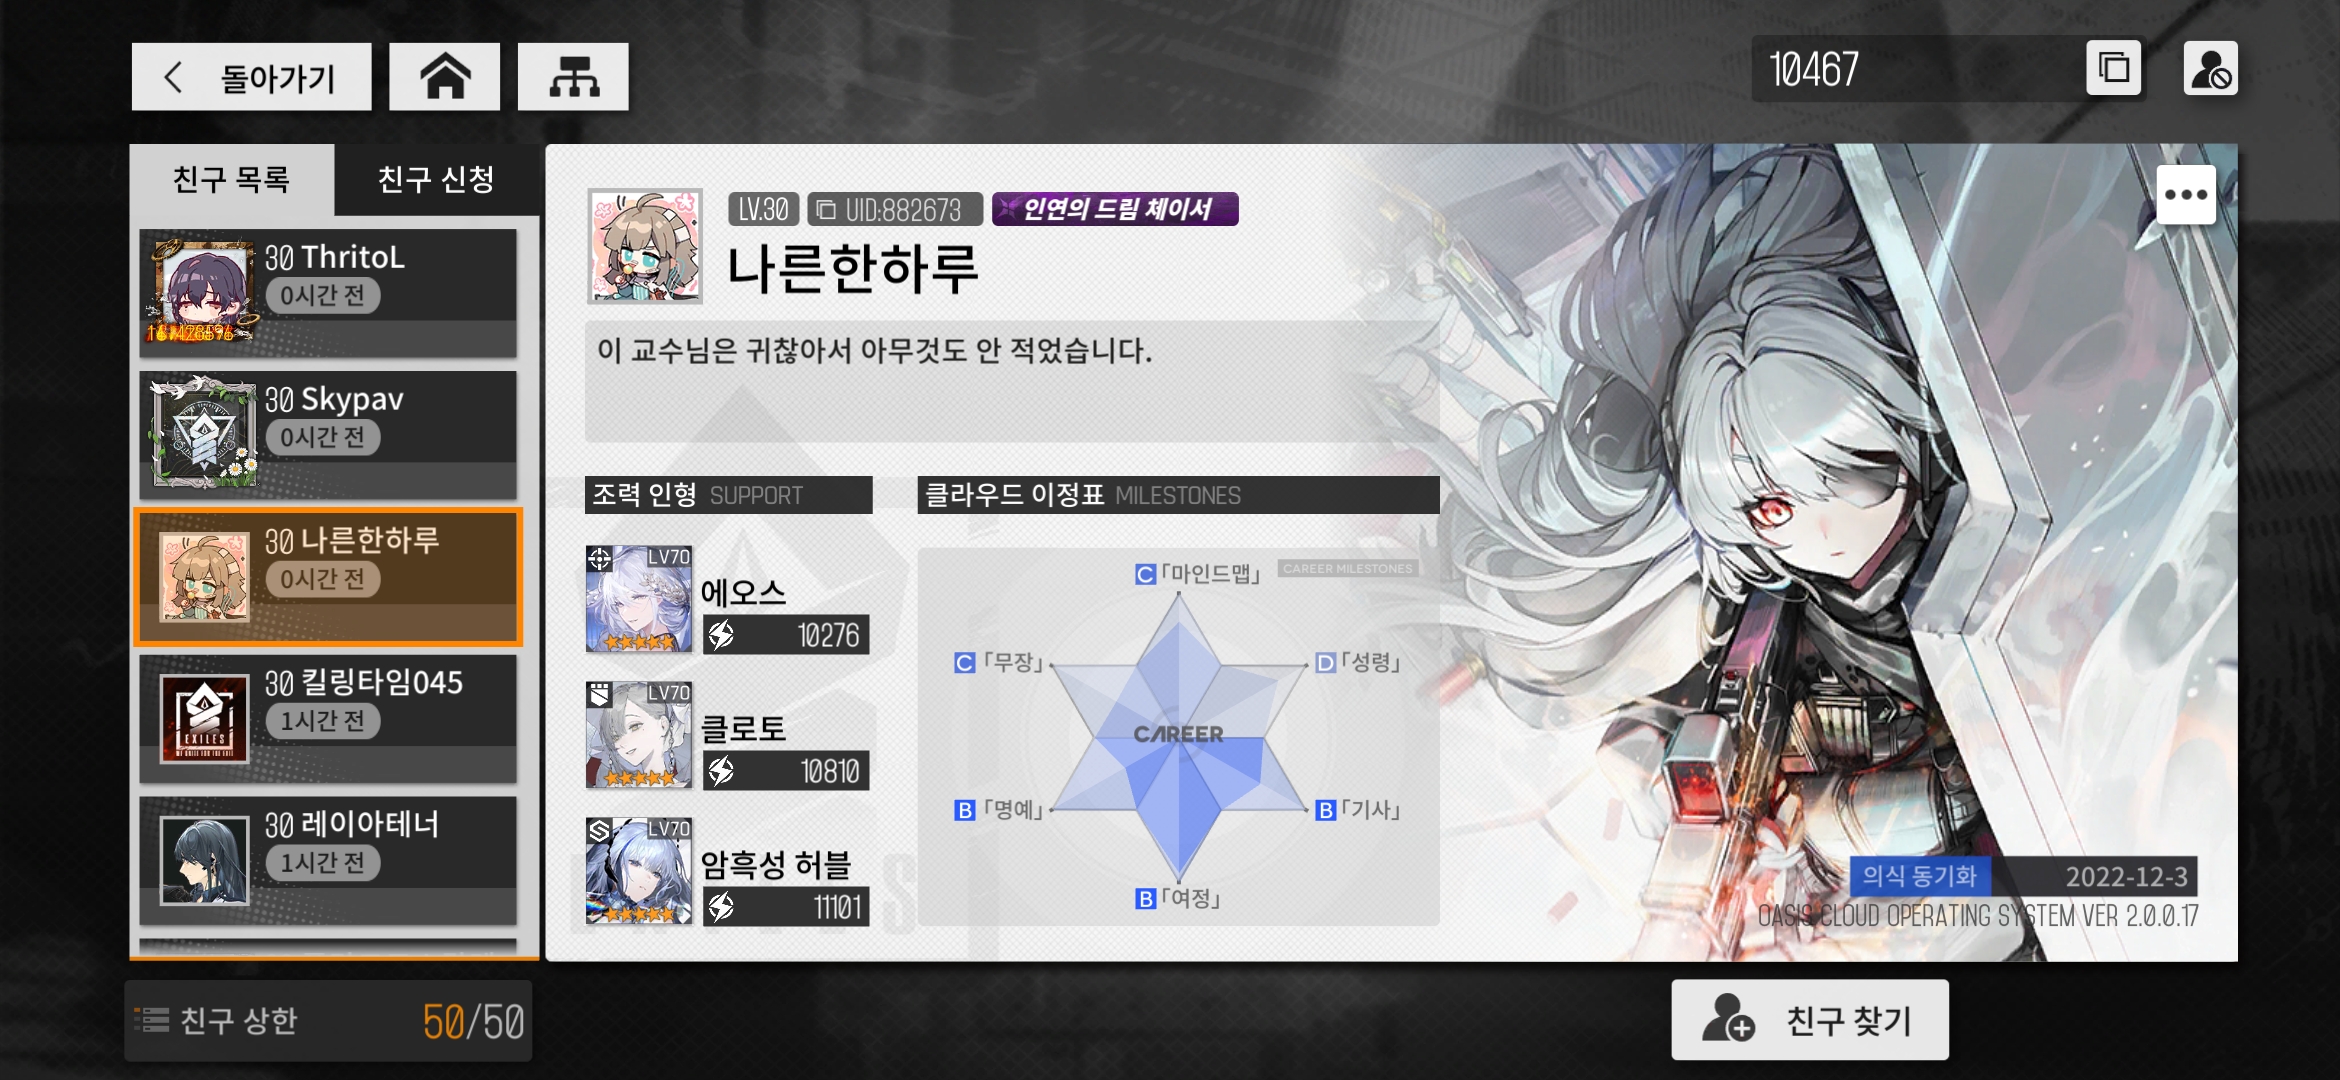 돌아가기
10467
친구 목록
친구 신청
30 ThritoL
0시간 전
30 Skypav
0시간 전
30 나른한하루
0시간 전
30 킬링타임045
1시간 전
EXILES
30 레이아테너
1시간 전
친구 상한 50/50
LV.30 UID:882673 인연의 드림 체이서
나른한하루
이 교수님은 귀찮아서 아무것도 안 적었습니다.
조력 인형 SUPPORT
LV70
에오스
10276
LV70
클로토
10810
LV70
암흑성 허블
11101
클라우드 이정표 MILESTONES
CAREER MILESTONES
C「마인드맵」
C「무장」
D「성령」
CAREER
B「명예」
B「기사」
B「여정」
의식 동기화 2022-12-3
OASIS CLOUD OPERATING SYSTEM VER 2.0.0.17
친구 찾기